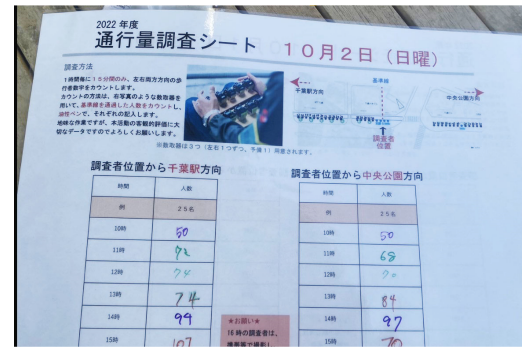 2022 年度
通行量調査シート 10月2日（日曜）
調査方法
1時間毎に15分間のみ、左右両方方向の歩
行者数字をカウントします。
カウントの方法は、右写真のような数取器を
用いて、基準線を通過した人数をカウントし、
油性ペンで、それぞれの記入します。
地味な作業ですが、本活動の客観的評価に大
切なデータですのでよろしくお願いします。
※数取器は3つ（左右1つずつ、予備1）用意されます。
基準線
千葉駅方向
中央公園方向
調査者
位置
調査者位置から千葉駅方向
時間 人数
例 25名
10時 50
11時 72
12時 74
13時 74
14時 99
15時 107
調査者位置から中央公園方向
時間 人数
例 25名
10時 50
11時 68
12時 70
13時 84
14時 97
15時 70
★お願い★
16時の調査者は、
携帯等で撮影し